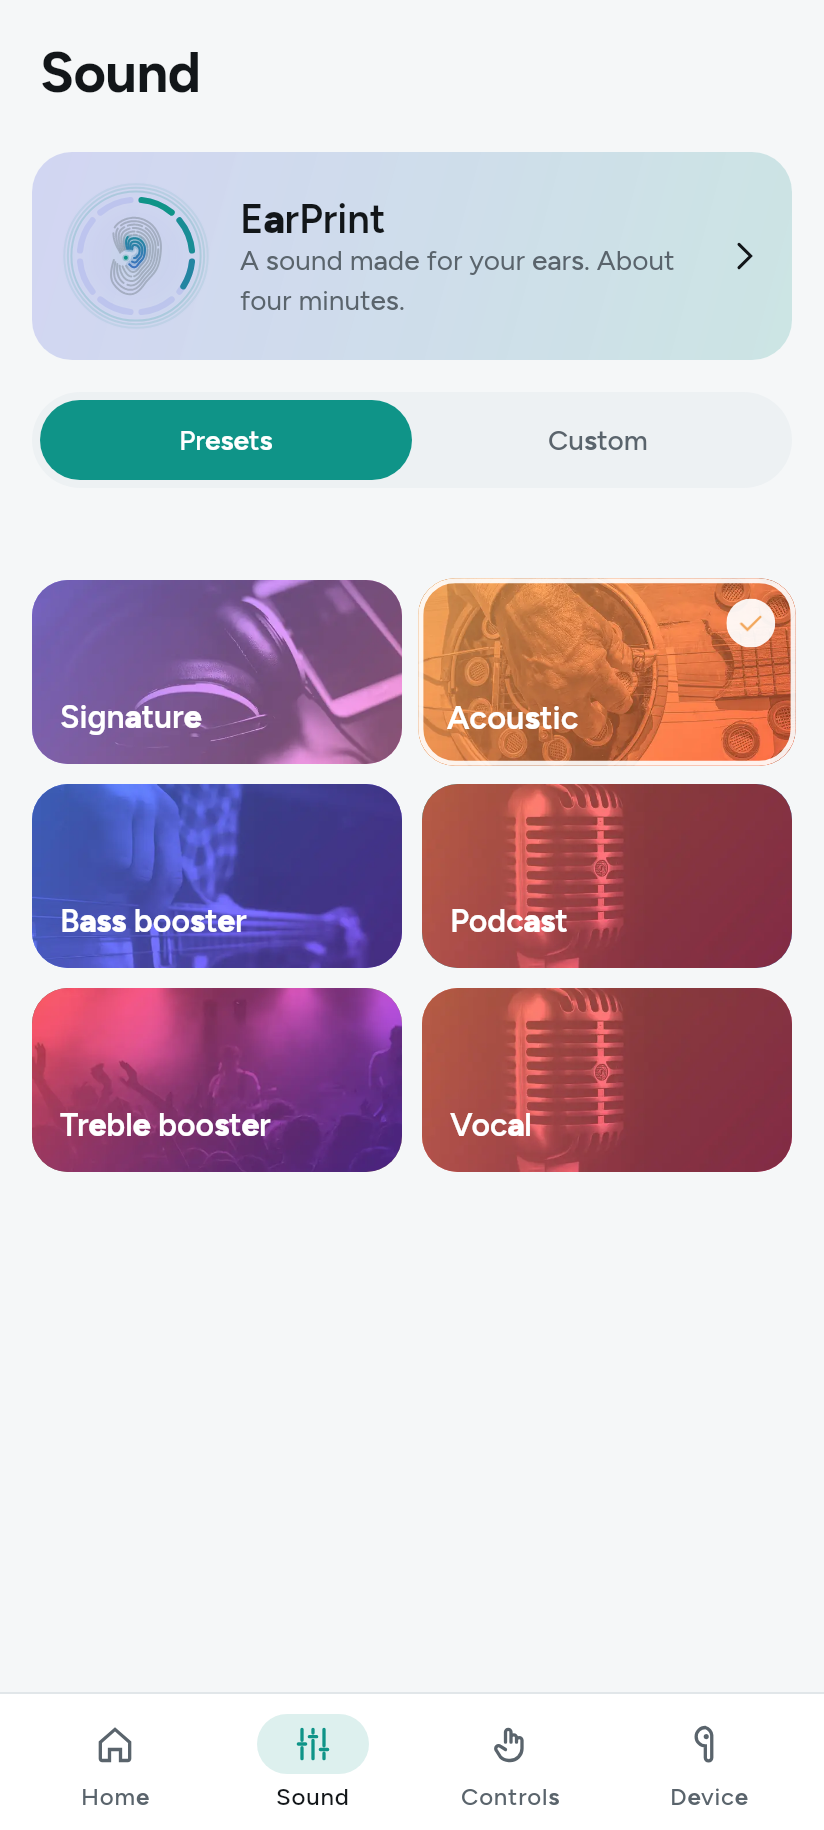 Sound
EarPrint
A sound made for your ears. About
four minutes.
Presets
Custom
Signature
Acoustic
Bass booster
Podcast
Treble booster
Vocal
Home
Sound
Controls
Device